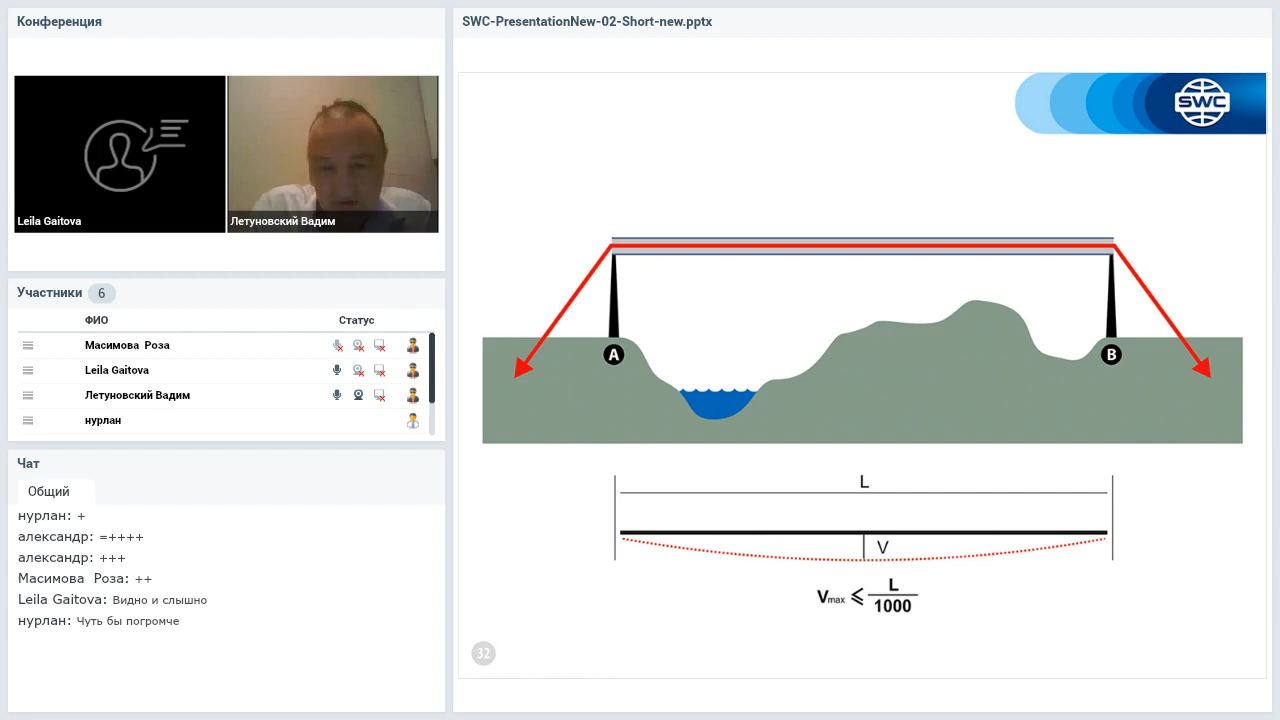 Конференция
Leila Gaitova
Летуновский Вадим
Участники 6
ФИО Статус
Масимова Роза
Leila Gaitova
Летуновский Вадим
нурлан
Чат
Общий
нурлан: +
александр: =++++
александр: +++
Масимова Роза: ++
Leila Gaitova: Видно и слышно
нурлан: Чуть бы погромче
SWC-PresentationNew-02-Short-new.pptx
SWC
A B
L
V
Vmax ⩽ L
1000
32